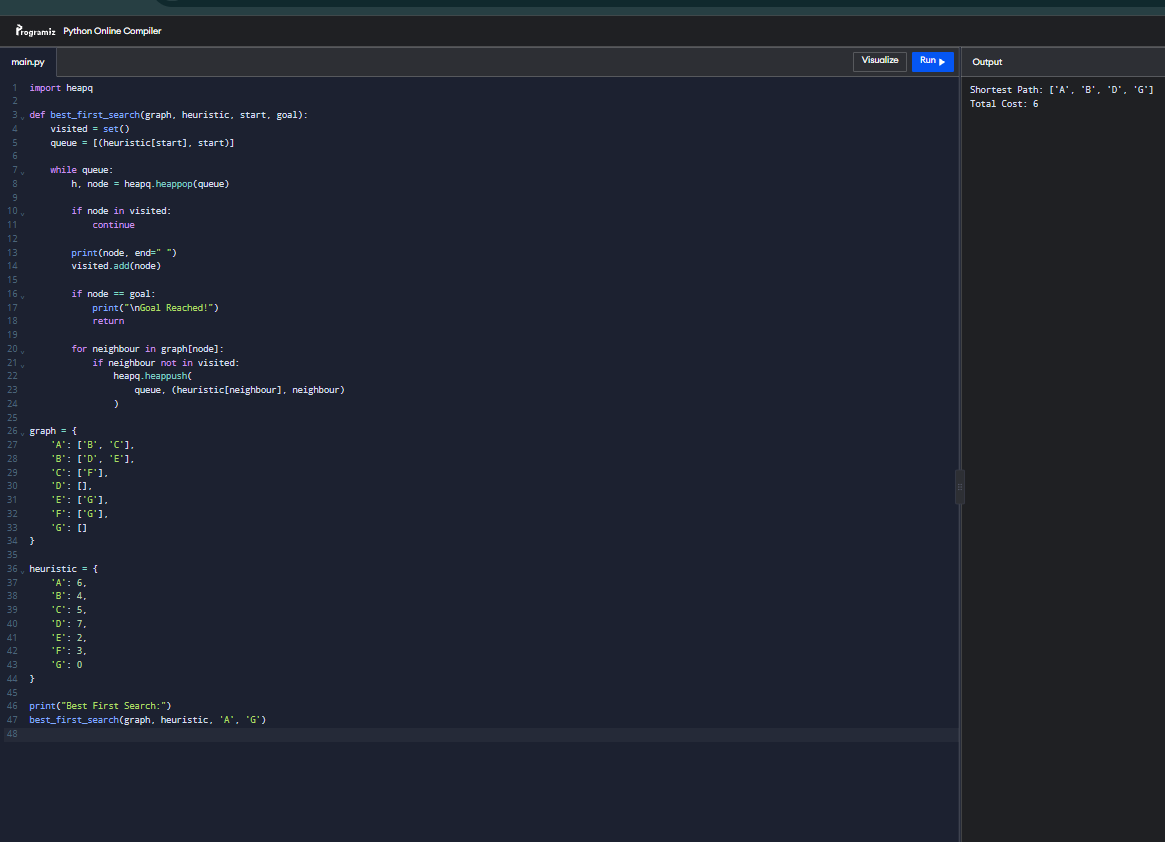 Programiz Python Online Compiler
main.py Visualize Run Output
1 import heapq
2
3 def best_first_search(graph, heuristic, start, goal):
4     visited = set()
5     queue = [(heuristic[start], start)]
6
7     while queue:
8         h, node = heapq.heappop(queue)
9
10         if node in visited:
11             continue
12
13         print(node, end=" ")
14         visited.add(node)
15
16         if node == goal:
17             print("\nGoal Reached!")
18             return
19
20         for neighbour in graph[node]:
21             if neighbour not in visited:
22                 heapq.heappush(
23                     queue, (heuristic[neighbour], neighbour)
24                 )
25
26 graph = {
27     'A': ['B', 'C'],
28     'B': ['D', 'E'],
29     'C': ['F'],
30     'D': [],
31     'E': ['G'],
32     'F': ['G'],
33     'G': []
34 }
35
36 heuristic = {
37     'A': 6,
38     'B': 4,
39     'C': 5,
40     'D': 7,
41     'E': 2,
42     'F': 3,
43     'G': 0
44 }
45
46 print("Best First Search:")
47 best_first_search(graph, heuristic, 'A', 'G')
48
Shortest Path: ['A', 'B', 'D', 'G']
Total Cost: 6